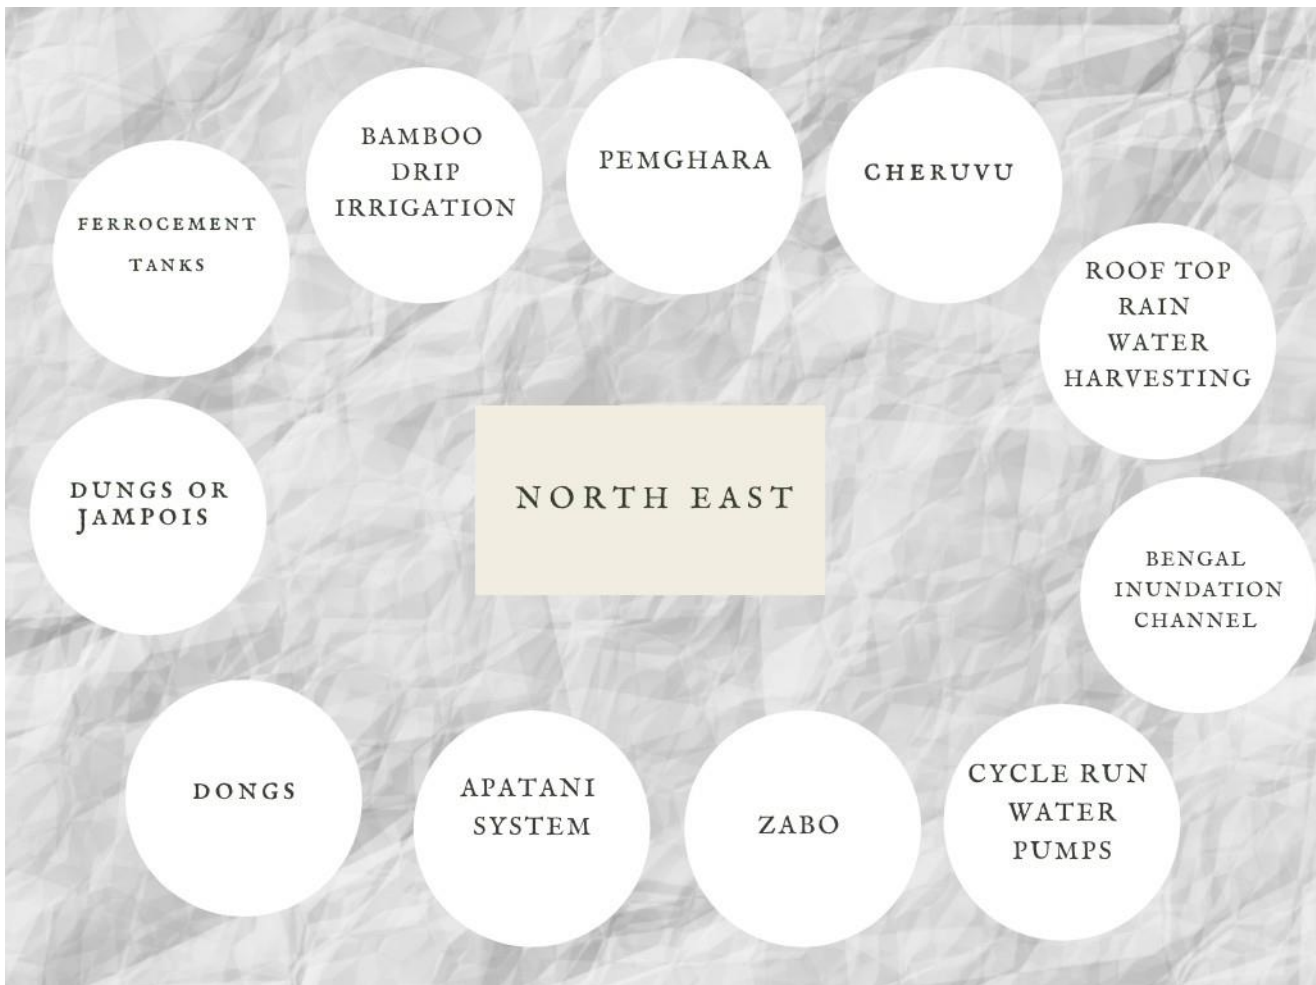 BAMBOO
DRIP
IRRIGATION
PEMGHARA
CHERUVU
FERROCEMENT
TANKS
ROOF TOP
RAIN
WATER
HARVESTING
DUNGS OR
JAMPOIS
NORTH EAST
BENGAL
INUNDATION
CHANNEL
DONGS
APATANI
SYSTEM
ZABO
CYCLE RUN
WATER
PUMPS